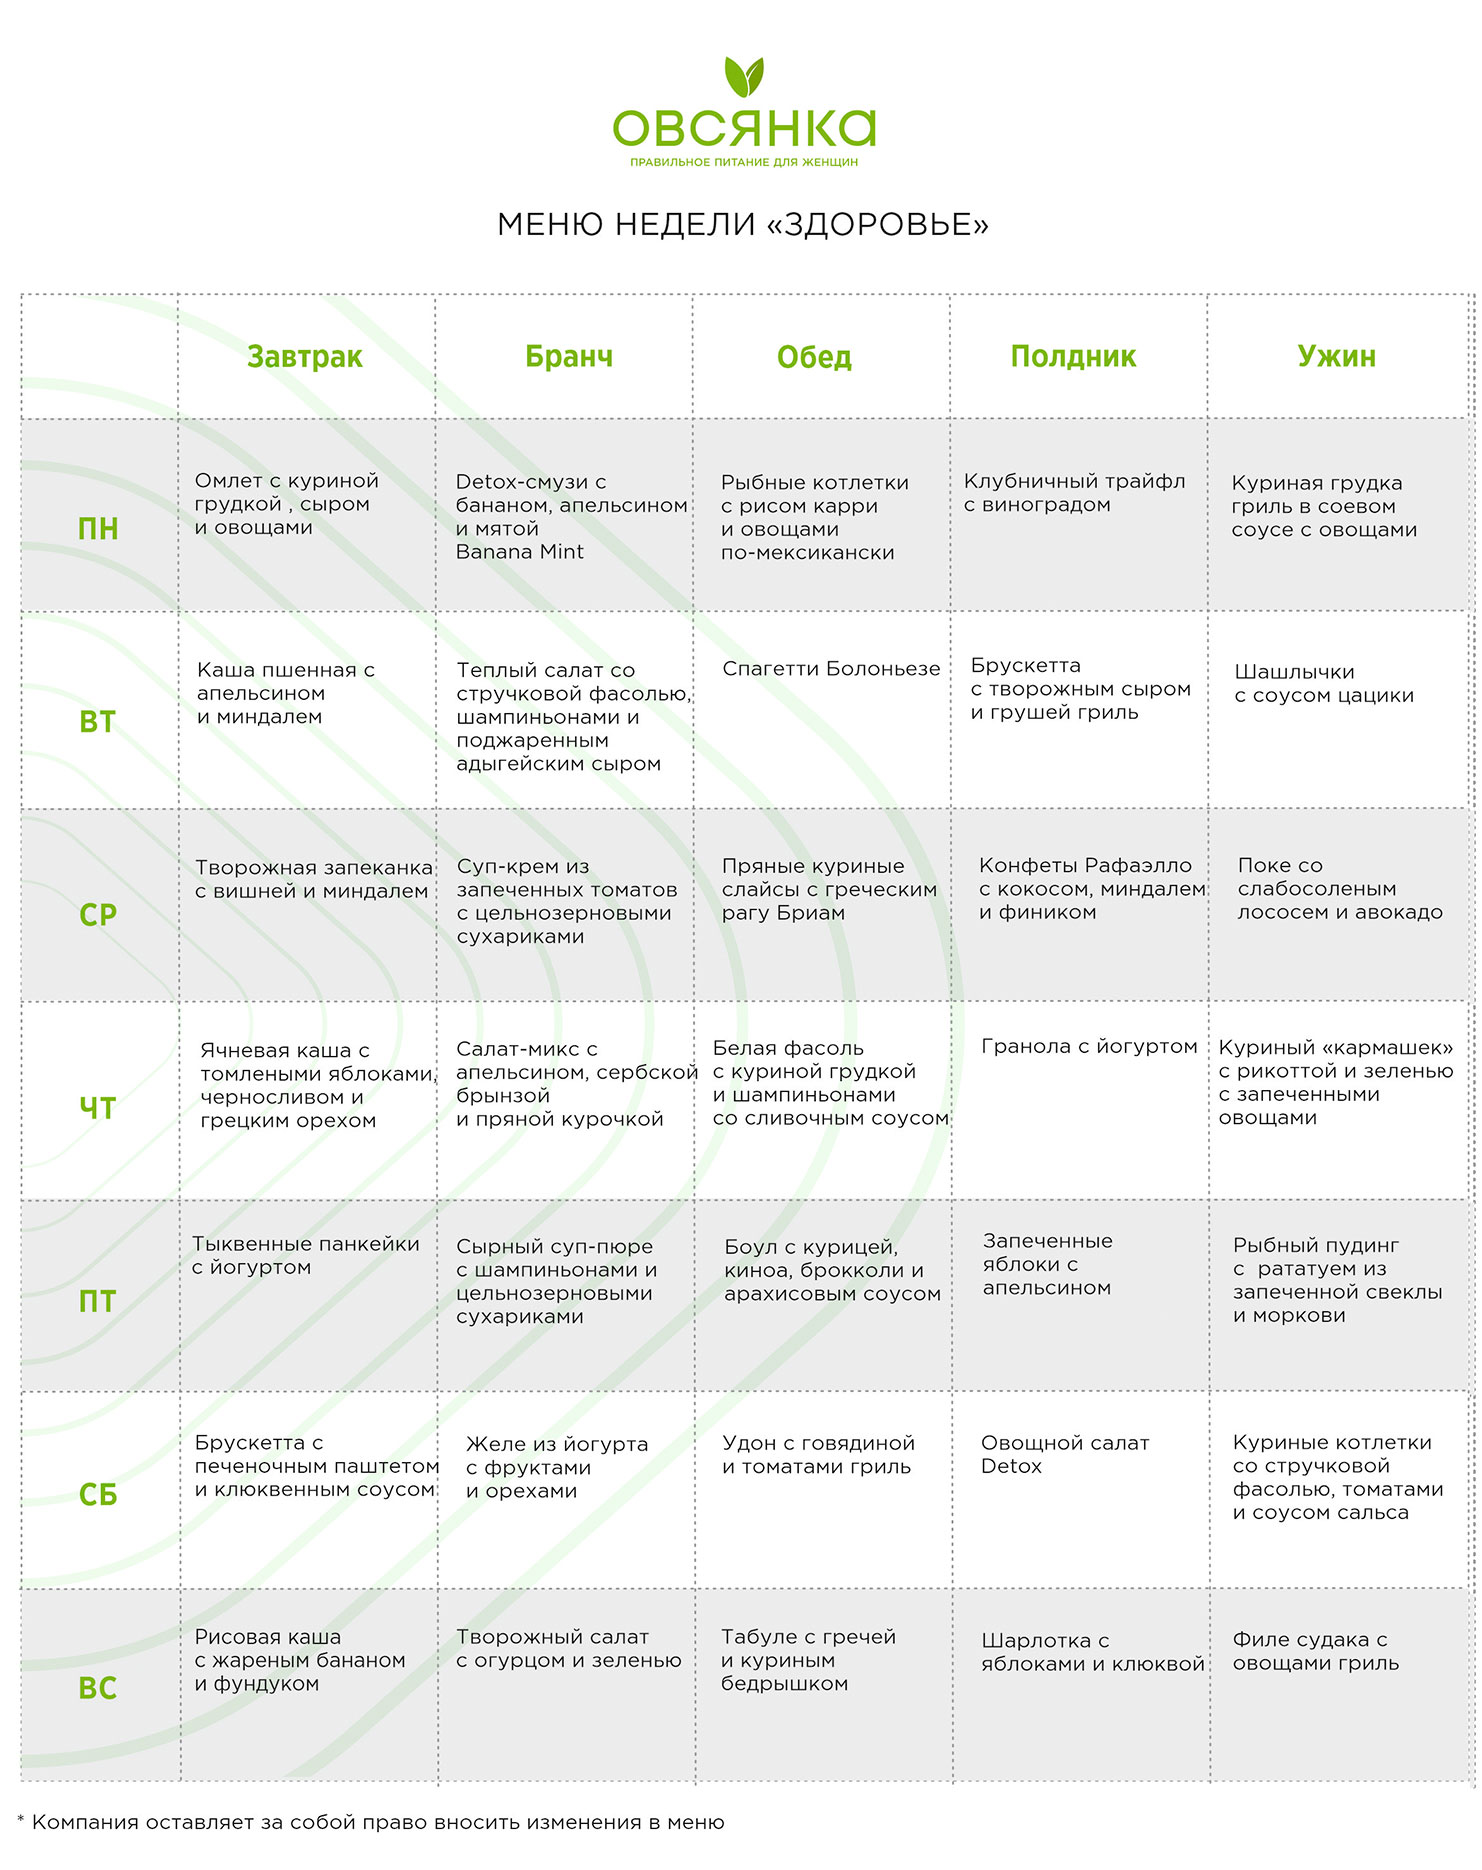 ОВСЯНКА
ПРАВИЛЬНОЕ ПИТАНИЕ ДЛЯ ЖЕНЩИН
МЕНЮ НЕДЕЛИ «ЗДОРОВЬЕ»
Завтрак
Бранч
Обед
Полдник
Ужин
ПН
Омлет с куриной
грудкой , сыром
и овощами
Detox-смузи с
бананом, апельсином
и мятой
Banana Mint
Рыбные котлетки
с рисом карри
и овощами
по-мексикански
Клубничный трайфл
с виноградом
Куриная грудка
гриль в соевом
соусе с овощами
ВТ
Каша пшенная с
апельсином
и миндалем
Теплый салат со
стручковой фасолью,
шампиньонами и
поджаренным
адыгейским сыром
Спагетти Болоньезе
Брускетта
с творожным сыром
и грушей гриль
Шашлычки
с соусом цацики
СР
Творожная запеканка
с вишней и миндалем
Суп-крем из
запеченных томатов
с цельнозерновыми
сухариками
Пряные куриные
слайсы с греческим
рагу Бриам
Конфеты Рафаэлло
с кокосом, миндалем
и фиником
Поке со
слабосоленым
лососем и авокадо
ЧТ
Ячневая каша с
томлеными яблоками,
черносливом и
грецким орехом
Салат-микс с
апельсином, сербской
брынзой
и пряной курочкой
Белая фасоль
с куриной грудкой
и шампиньонами
со сливочным соусом
Гранола с йогуртом
Куриный «кармашек»
с рикоттой и зеленью
с запеченными
овощами
ПТ
Тыквенные панкейки
с йогуртом
Сырный суп-пюре
с шампиньонами и
цельнозерновыми
сухариками
Боул с курицей,
киноа, брокколи и
арахисовым соусом
Запеченные
яблоки с
апельсином
Рыбный пудинг
с  рататуем из
запеченной свеклы
и моркови
СБ
Брускетта с
печеночным паштетом
и клюквенным соусом
Желе из йогурта
с фруктами
и орехами
Удон с говядиной
и томатами гриль
Овощной салат
Detox
Куриные котлетки
со стручковой
фасолью, томатами
и соусом сальса
ВС
Рисовая каша
с жареным бананом
и фундуком
Творожный салат
с огурцом и зеленью
Табуле с гречей
и куриным
бедрышком
Шарлотка с
яблоками и клюквой
Филе судака с
овощами гриль
* Компания оставляет за собой право вносить изменения в меню